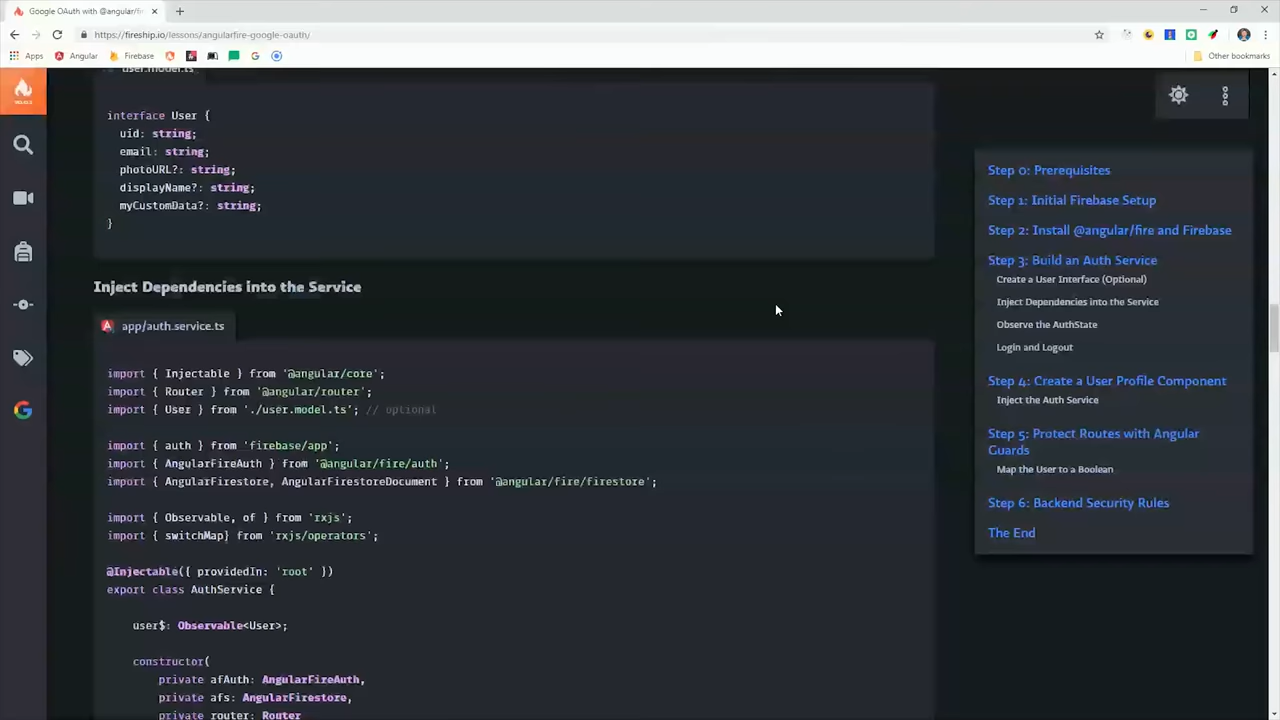 Google OAuth with @angular/fi
https://fireship.io/lessons/angularfire-google-oauth/
Apps
Angular
Firebase
Other bookmarks
user.model.ts
interface User {
uid: string;
email: string;
photoURL?: string;
displayName?: string;
myCustomData?: string;
}
Inject Dependencies into the Service
app/auth.service.ts
import { Injectable } from '@angular/core';
import { Router } from '@angular/router';
import { User } from './user.model.ts'; // optional
import { auth } from 'firebase/app';
import { AngularFireAuth } from '@angular/fire/auth';
import { AngularFirestore, AngularFirestoreDocument } from '@angular/fire/firestore';
import { Observable, of } from 'rxjs';
import { switchMap} from 'rxjs/operators';
@Injectable({ providedIn: 'root' })
export class AuthService {
user$: Observable<User>;
constructor(
private afAuth: AngularFireAuth,
private afs: AngularFirestore,
private router: Router
Step 0: Prerequisites
Step 1: Initial Firebase Setup
Step 2: Install @angular/fire and Firebase
Step 3: Build an Auth Service
Create a User Interface (Optional)
Inject Dependencies into the Service
Observe the AuthState
Login and Logout
Step 4: Create a User Profile Component
Inject the Auth Service
Step 5: Protect Routes with Angular
Guards
Map the User to a Boolean
Step 6: Backend Security Rules
The End